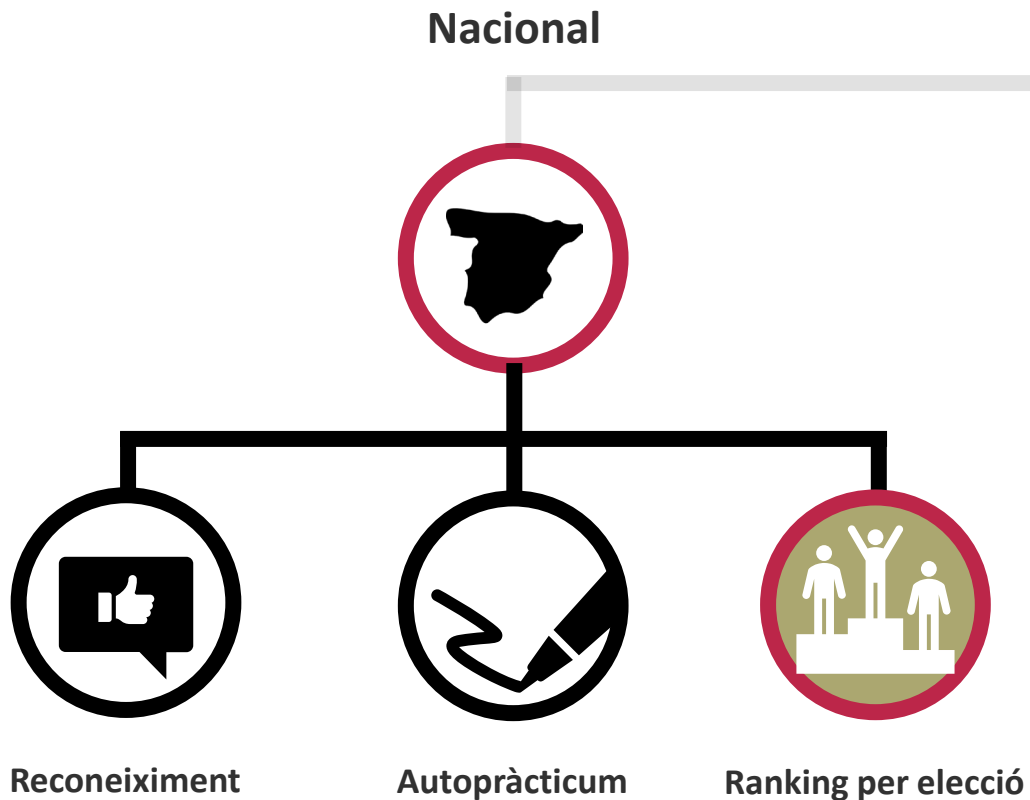 Nacional
Reconeiximent
Autopràcticum
Ranking per elecció